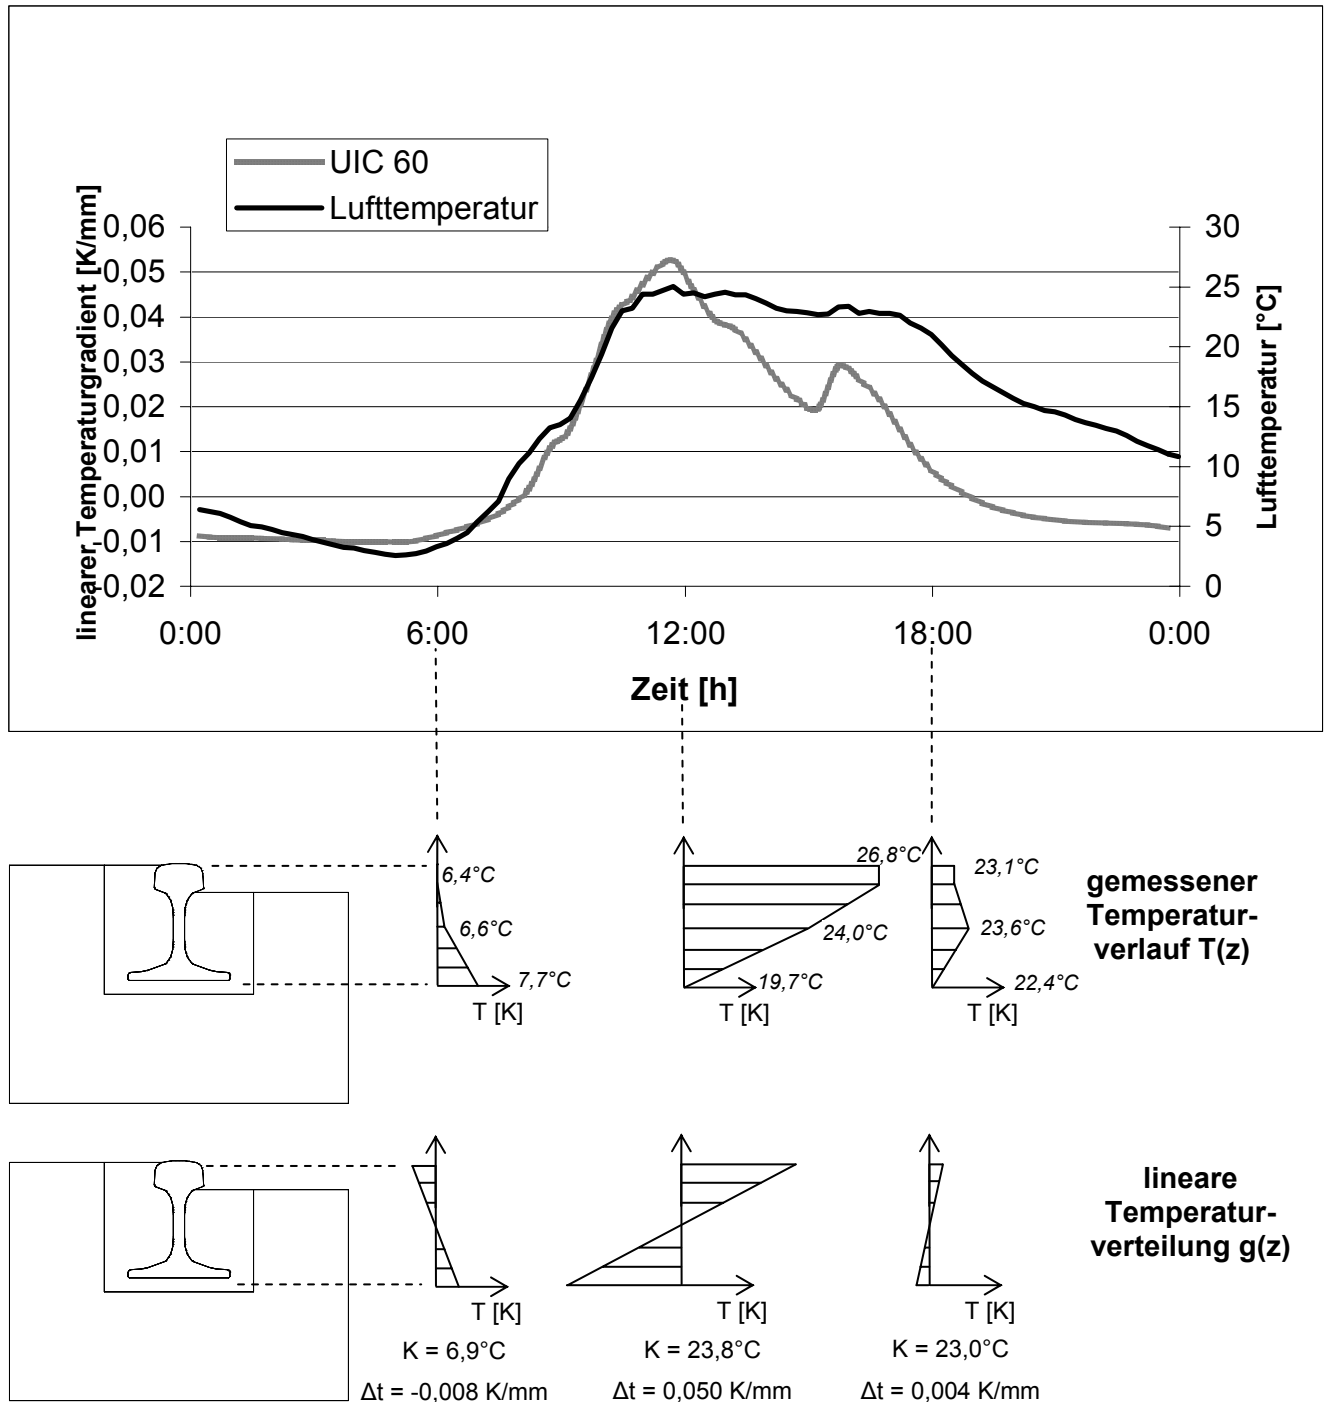 UIC 60
Lufttemperatur
linearer Temperaturgradient [K/mm]
0,06
0,05
0,04
0,03
0,02
0,01
0,00
-0,01
-0,02
30
25
20
15
10
5
0
Lufttemperatur [°C]
0:00 6:00 12:00 18:00 0:00
Zeit [h]
6,4°C
6,6°C
7,7°C
T [K]
26,8°C
24,0°C
19,7°C
T [K]
23,1°C
23,6°C
22,4°C
T [K]
gemessener
Temperatur-
verlauf T(z)
T [K]
T [K]
T [K]
lineare
Temperatur-
verteilung g(z)
K = 6,9°C
Δt = -0,008 K/mm
K = 23,8°C
Δt = 0,050 K/mm
K = 23,0°C
Δt = 0,004 K/mm